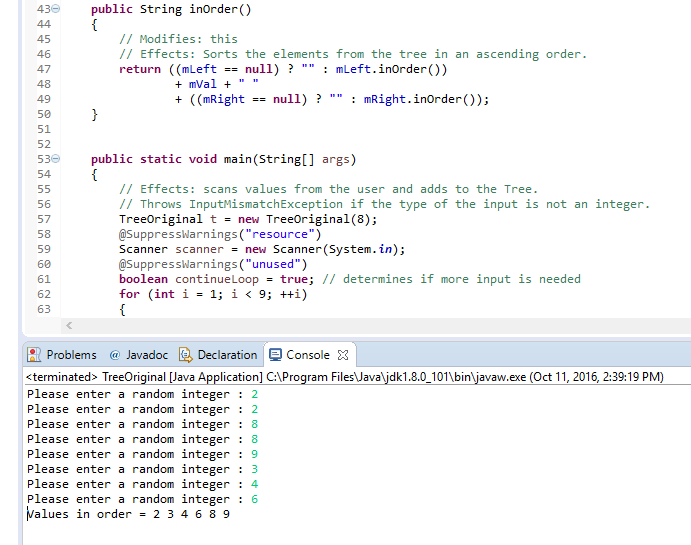 43 public String inOrder()
44 {
45 // Modifies: this
46 // Effects: Sorts the elements from the tree in an ascending order.
47 return ((mLeft == null) ? "" : mLeft.inOrder())
48 + mVal + " "
49 + ((mRight == null) ? "" : mRight.inOrder());
50 }
51
52
53 public static void main(String[] args)
54 {
55 // Effects: scans values from the user and adds to the Tree.
56 // Throws InputMismatchException if the type of the input is not an integer.
57 TreeOriginal t = new TreeOriginal(8);
58 @SuppressWarnings("resource")
59 Scanner scanner = new Scanner(System.in);
60 @SuppressWarnings("unused")
61 boolean continueLoop = true; // determines if more input is needed
62 for (int i = 1; i < 9; ++i)
63 {
Problems @ Javadoc Declaration Console
<terminated> TreeOriginal [Java Application] C:\Program Files\Java\jdk1.8.0_101\bin\javaw.exe (Oct 11, 2016, 2:39:19 PM)
Please enter a random integer : 2
Please enter a random integer : 2
Please enter a random integer : 8
Please enter a random integer : 8
Please enter a random integer : 9
Please enter a random integer : 3
Please enter a random integer : 4
Please enter a random integer : 6
Values in order = 2 3 4 6 8 9